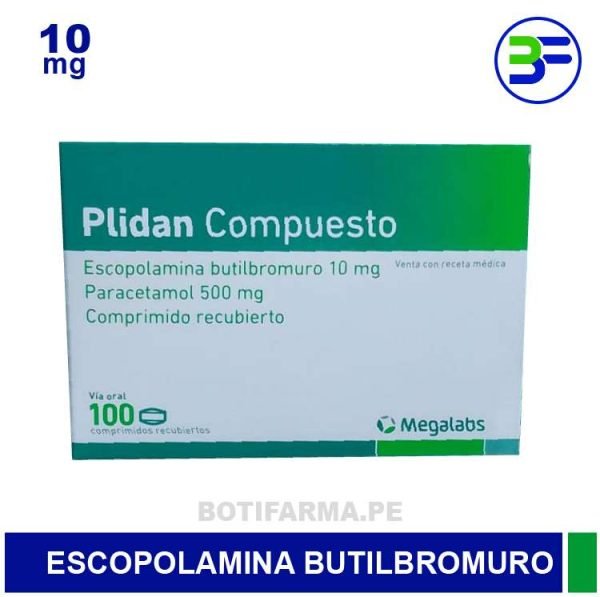 10
mg
BF
Plidan Compuesto
Escopolamina butilbromuro 10 mg
Venta con receta médica
Paracetamol 500 mg
Comprimido recubierto
Vía oral
100
comprimidos recubiertos
Megalabs
BOTIFARMA.PE
ESCOPOLAMINA BUTILBROMURO